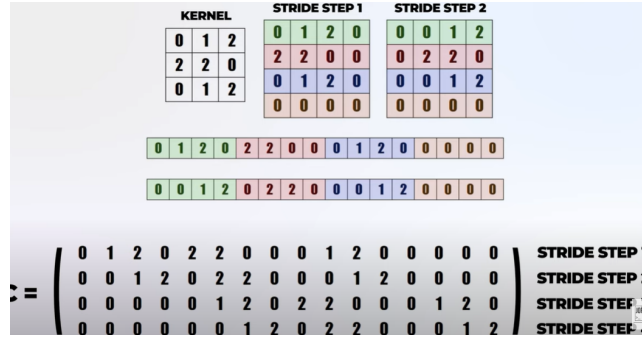 KERNEL STRIDE STEP 1 STRIDE STEP 2
0 1 2 0 1 2 0 0 0 1 2
2 2 0 2 2 0 0 0 2 2 0
0 1 2 0 1 2 0 0 0 1 2
0 0 0 0 0 0 0 0
0 1 2 0 2 2 0 0 0 1 2 0 0 0 0 0
0 0 1 2 0 2 2 0 0 0 1 2 0 0 0 0
0 1 2 0 2 2 0 0 0 1 2 0 0 0 0 0 STRIDE STEP
= 0 0 1 2 0 2 2 0 0 0 1 2 0 0 0 0 STRIDE STEP
0 0 0 0 0 1 2 0 2 2 0 0 0 1 2 0 STRIDE STEP
0 0 0 0 0 0 1 2 0 2 2 0 0 0 1 2 STRIDE STEP